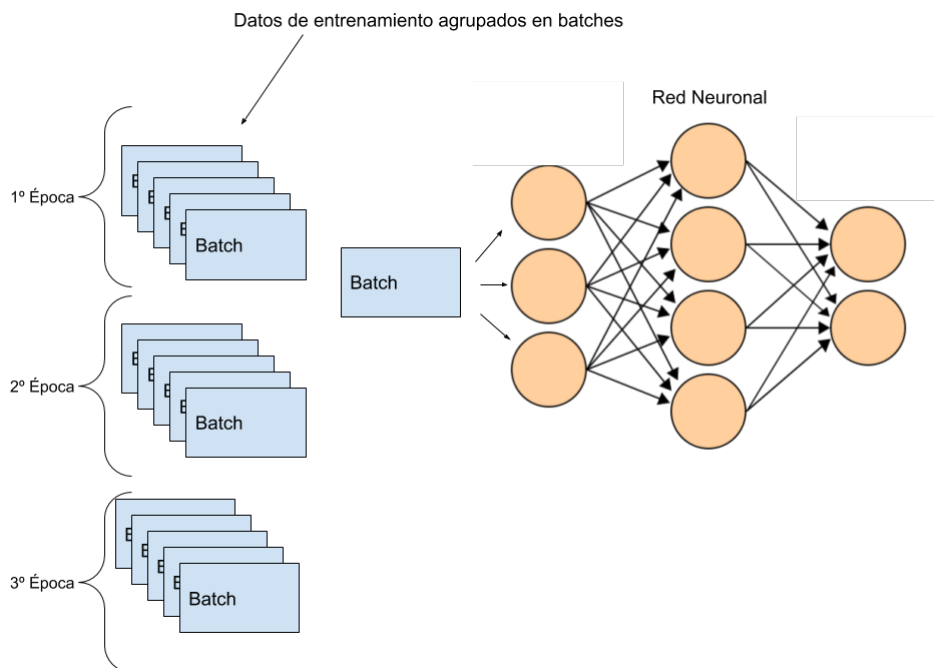 Datos de entrenamiento agrupados en batches
Red Neuronal
1º Época
Batch
Batch
2º Época
Batch
3º Época
Batch